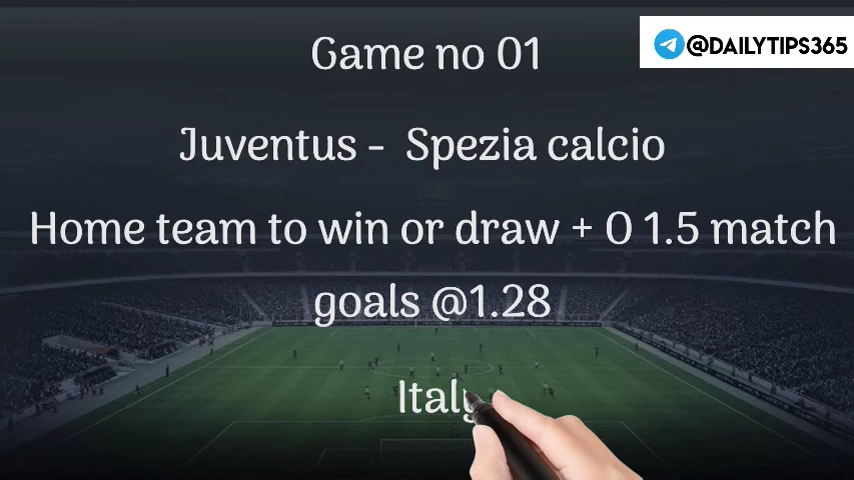 Game no 01
@DAILYTIPS365
Juventus - Spezia calcio
Home team to win or draw + O 1.5 match
goals @1.28
Italy